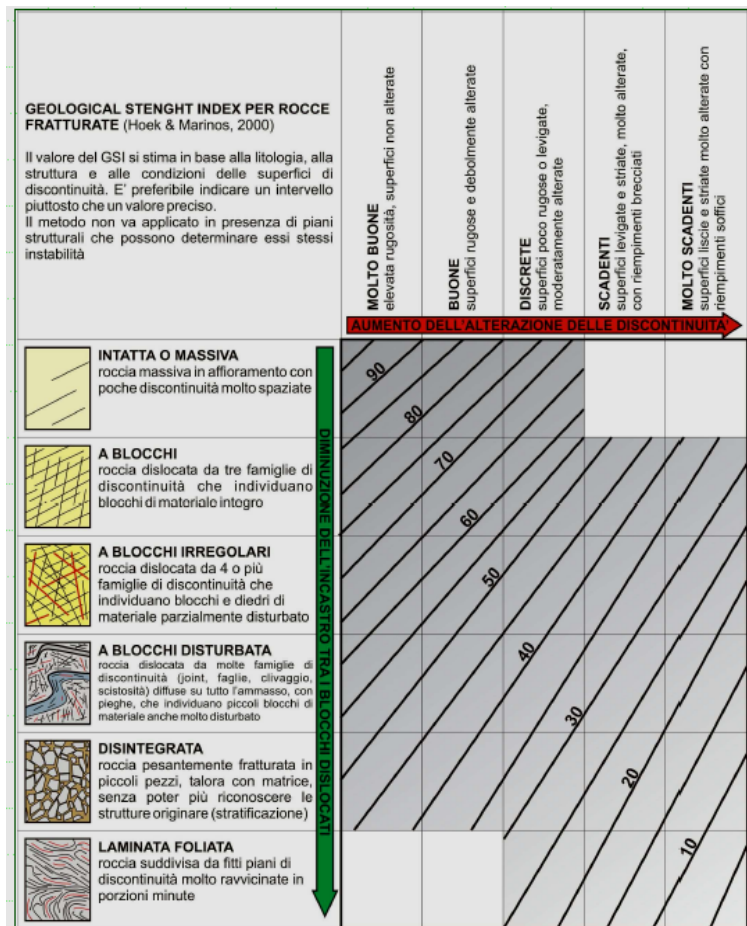 GEOLOGICAL STENGHT INDEX PER ROCCE
FRATTURATE (Hoek & Marinos, 2000)
Il valore del GSI si stima in base alla litologia, alla
struttura e alle condizioni delle superfici di
discontinuità. E' preferibile indicare un intervello
piuttosto che un valore preciso.
Il metodo non va applicato in presenza di piani
strutturali che possono determinare essi stessi
instabilità
MOLTO BUONE
elevata rugosità, superfici non alterate
BUONE
superfici rugose e debolmente alterate
DISCRETE
superfici poco rugose o levigate,
moderatamente alterate
SCADENTI
superfici levigate e striate, molto alterate,
con riempimenti brecciati
MOLTO SCADENTI
superfici liscie e striate molto alterate con
riempimenti soffici
AUMENTO DELL'ALTERAZIONE DELLE DISCONTINUITA'
DIMINUZIONE DELL'INCASTRO TRA I BLOCCHI DISLOCATI
INTATTA O MASSIVA
roccia massiva in affioramento con
poche discontinuità molto spaziate
A BLOCCHI
roccia dislocata da tre famiglie di
discontinuità che individuano
blocchi di materiale integro
A BLOCCHI IRREGOLARI
roccia dislocata da 4 o più
famiglie di discontinuità che
individuano blocchi e diedri di
materiale parzialmente disturbato
A BLOCCHI DISTURBATA
roccia dislocata da molte famiglie di
discontinuità (joint, faglie, clivaggio,
scistosità) diffuse su tutto l'ammasso, con
pieghe, che individuano piccoli blocchi di
materiale anche molto disturbato
DISINTEGRATA
roccia pesantemente fratturata in
piccoli pezzi, talora con matrice,
senza poter più riconoscere le
strutture originare (stratificazione)
LAMINATA FOLIATA
roccia suddivisa da fitti piani di
discontinuità molto ravvicinate in
porzioni minute
90
80
70
60
50
40
30
20
10